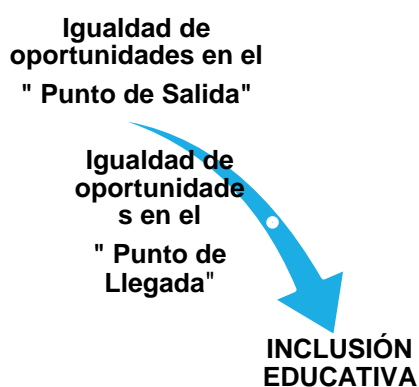 Igualdad de
oportunidades en el
" Punto de Salida"
Igualdad de
oportunidade
s en el
" Punto de
Llegada"
INCLUSIÓN
EDUCATIVA